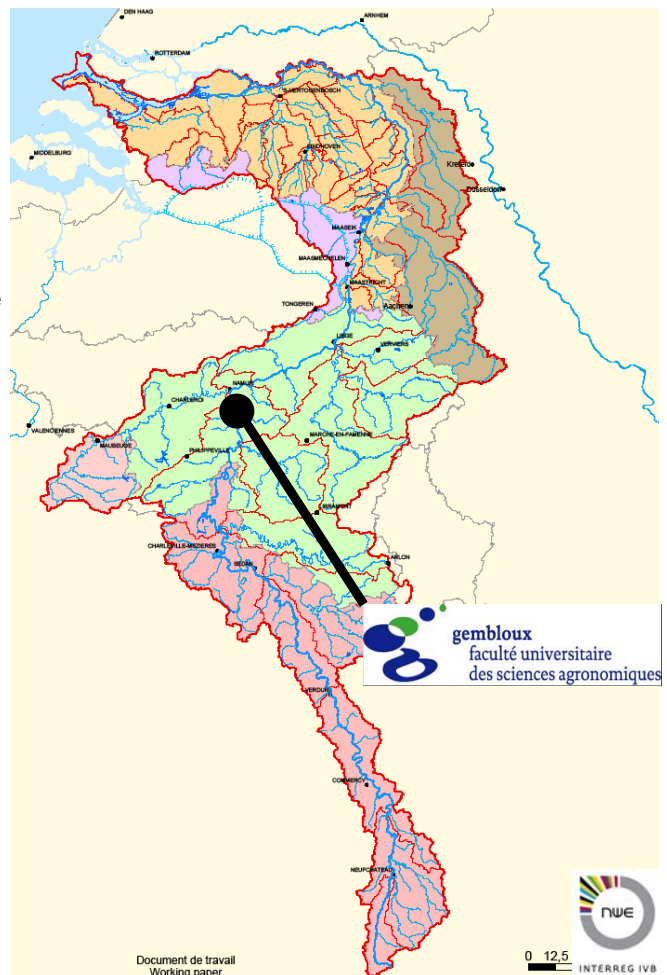 DEN HAAG
ARNHEM
ROTTERDAM
'S-HERTOGENBOSCH
MIDDELBURG
EINDHOVEN
Krefeld
Düsseldorf
MAASEIK
MAASMECHELEN
MAASTRICHT
TONGEREN
Aachen
LIEGE
VERVIERS
NAMUR
CHARLEROI
VALENCIENNES
MAUBEUGE
MARCHE-EN-FAMENNE
PHILIPPEVILLE
LIBRAMONT
CHARLEVILLE-MEZIERES
SEDAN
ARLON
gembloux
faculté universitaire
des sciences agronomiques
VERDUN
COMMERCY
NEUFCHATEAU
Document de travail
Working paper
0 12,5
NWE
INTERREG IVB